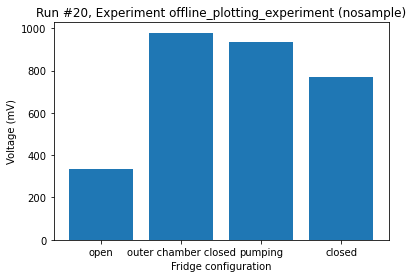 Run #20, Experiment offline_plotting_experiment (nosample)
Voltage (mV)
1000
800
600
400
200
0
open
outer chamber closed
pumping
closed
Fridge configuration